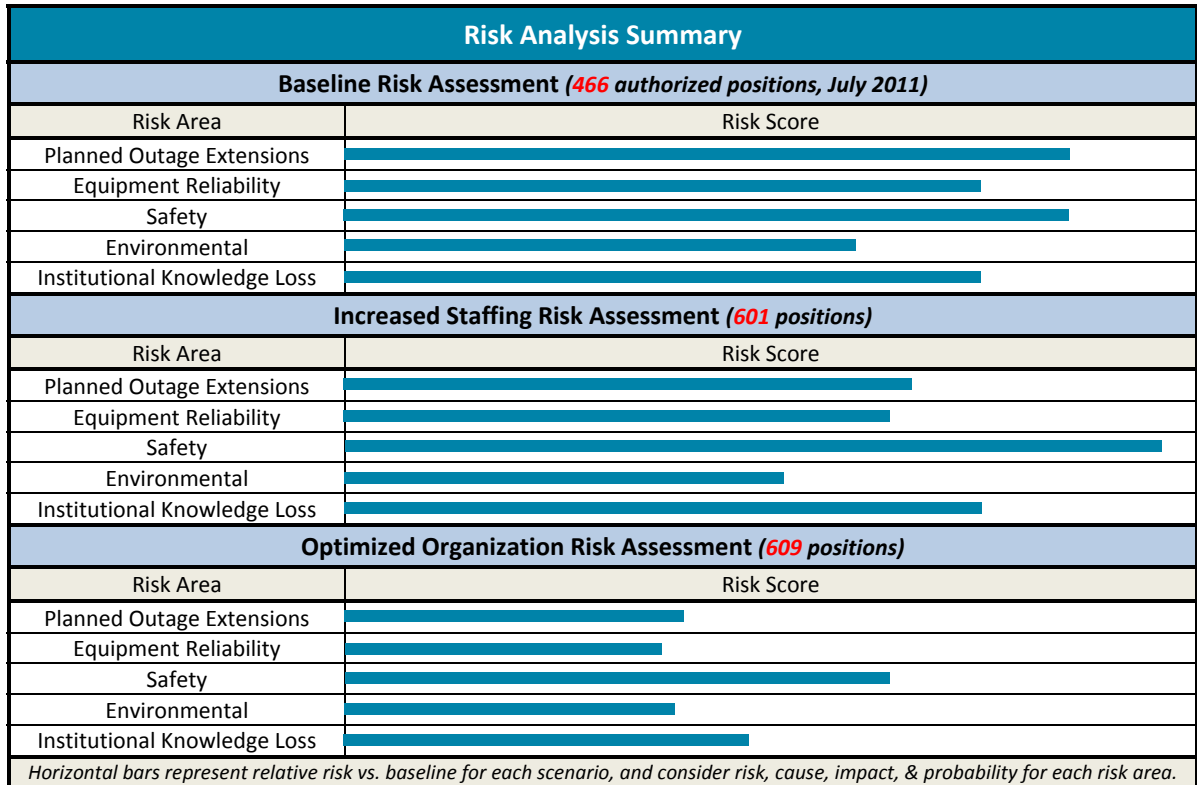 Risk Analysis Summary
Baseline Risk Assessment (466 authorized positions, July 2011)
Risk Area Risk Score
Planned Outage Extensions
Equipment Reliability
Safety
Environmental
Institutional Knowledge Loss
Increased Staffing Risk Assessment (601 positions)
Risk Area Risk Score
Planned Outage Extensions
Equipment Reliability
Safety
Environmental
Institutional Knowledge Loss
Optimized Organization Risk Assessment (609 positions)
Risk Area Risk Score
Planned Outage Extensions
Equipment Reliability
Safety
Environmental
Institutional Knowledge Loss
Horizontal bars represent relative risk vs. baseline for each scenario, and consider risk, cause, impact, & probability for each risk area.